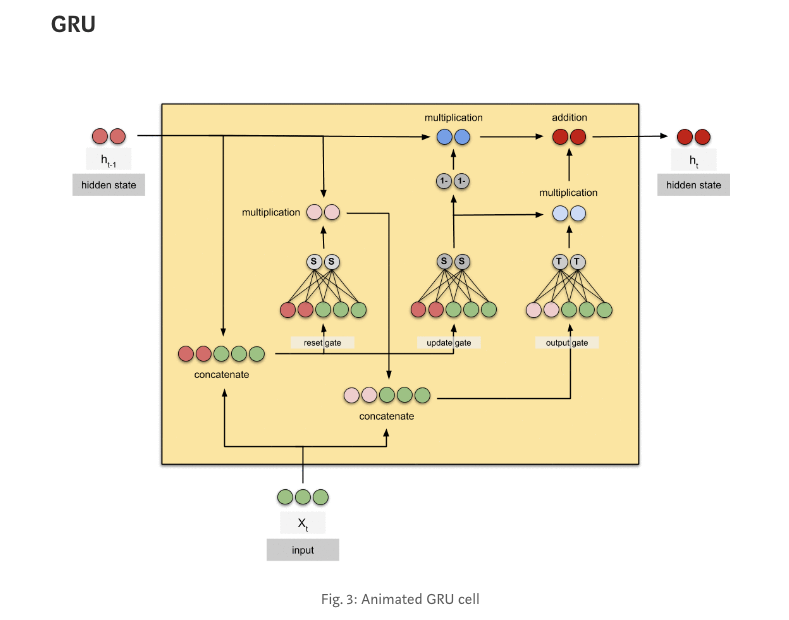 GRU
multiplication
addition
h_t-1
hidden state
h_t
hidden state
1- 1-
multiplication
multiplication
S S
S S
T T
reset gate
update gate
output gate
concatenate
concatenate
X_t
input
Fig. 3: Animated GRU cell